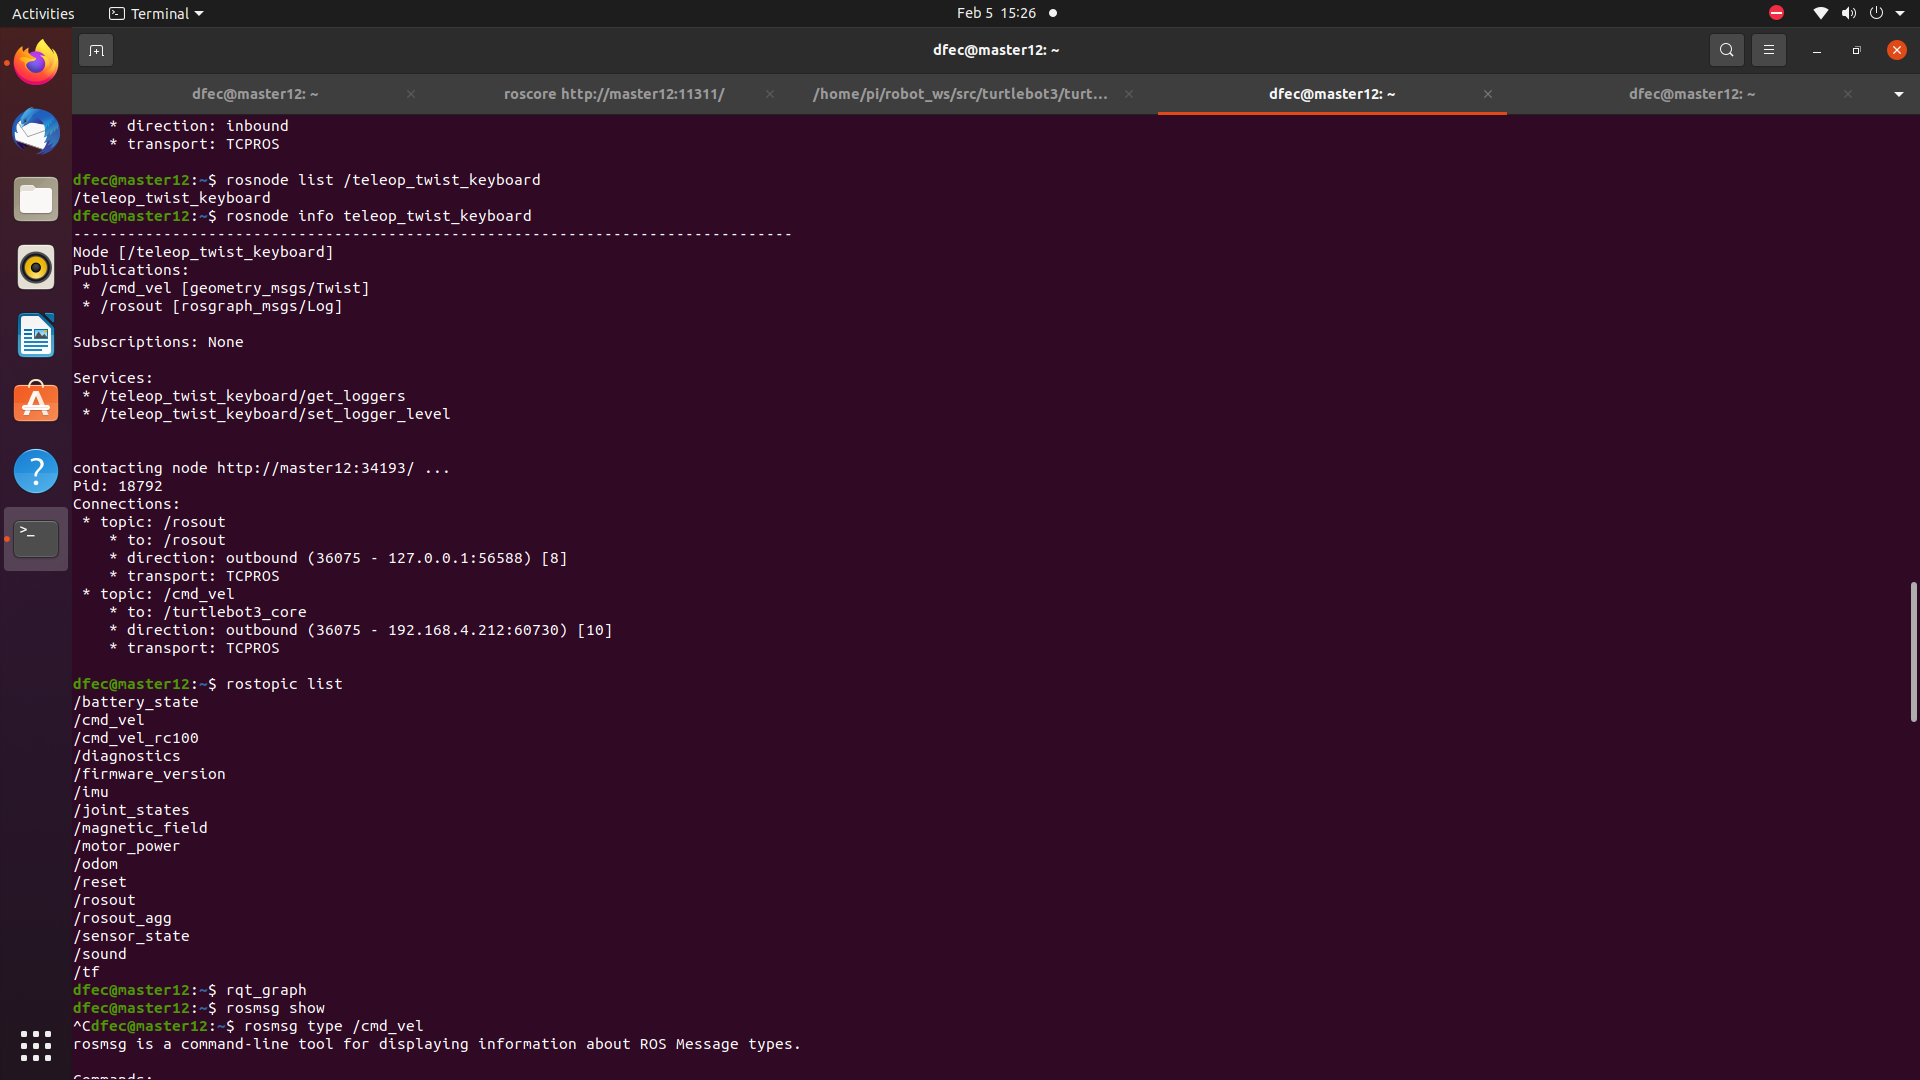 Activities
Terminal
Feb 5 15:26
dfec@master12: ~
dfec@master12: ~
roscore http://master12:11311/
/home/pi/robot_ws/src/turtlebot3/turt...
dfec@master12: ~
dfec@master12: ~
* direction: inbound
* transport: TCPROS
dfec@master12:~$ rosnode list /teleop_twist_keyboard
/teleop_twist_keyboard
dfec@master12:~$ rosnode info teleop_twist_keyboard
--------------------------------------------------------------------------------
Node [/teleop_twist_keyboard]
Publications:
* /cmd_vel [geometry_msgs/Twist]
* /rosout [rosgraph_msgs/Log]
Subscriptions: None
Services:
* /teleop_twist_keyboard/get_loggers
* /teleop_twist_keyboard/set_logger_level
contacting node http://master12:34193/ ...
Pid: 18792
Connections:
* topic: /rosout
* to: /rosout
* direction: outbound (36075 - 127.0.0.1:56588) [8]
* transport: TCPROS
* topic: /cmd_vel
* to: /turtlebot3_core
* direction: outbound (36075 - 192.168.4.212:60730) [10]
* transport: TCPROS
dfec@master12:~$ rostopic list
/battery_state
/cmd_vel
/cmd_vel_rc100
/diagnostics
/firmware_version
/imu
/joint_states
/magnetic_field
/motor_power
/odom
/reset
/rosout
/rosout_agg
/sensor_state
/sound
/tf
dfec@master12:~$ rqt_graph
dfec@master12:~$ rosmsg show
^Cdfec@master12:~$ rosmsg type /cmd_vel
rosmsg is a command-line tool for displaying information about ROS Message types.
Commands: